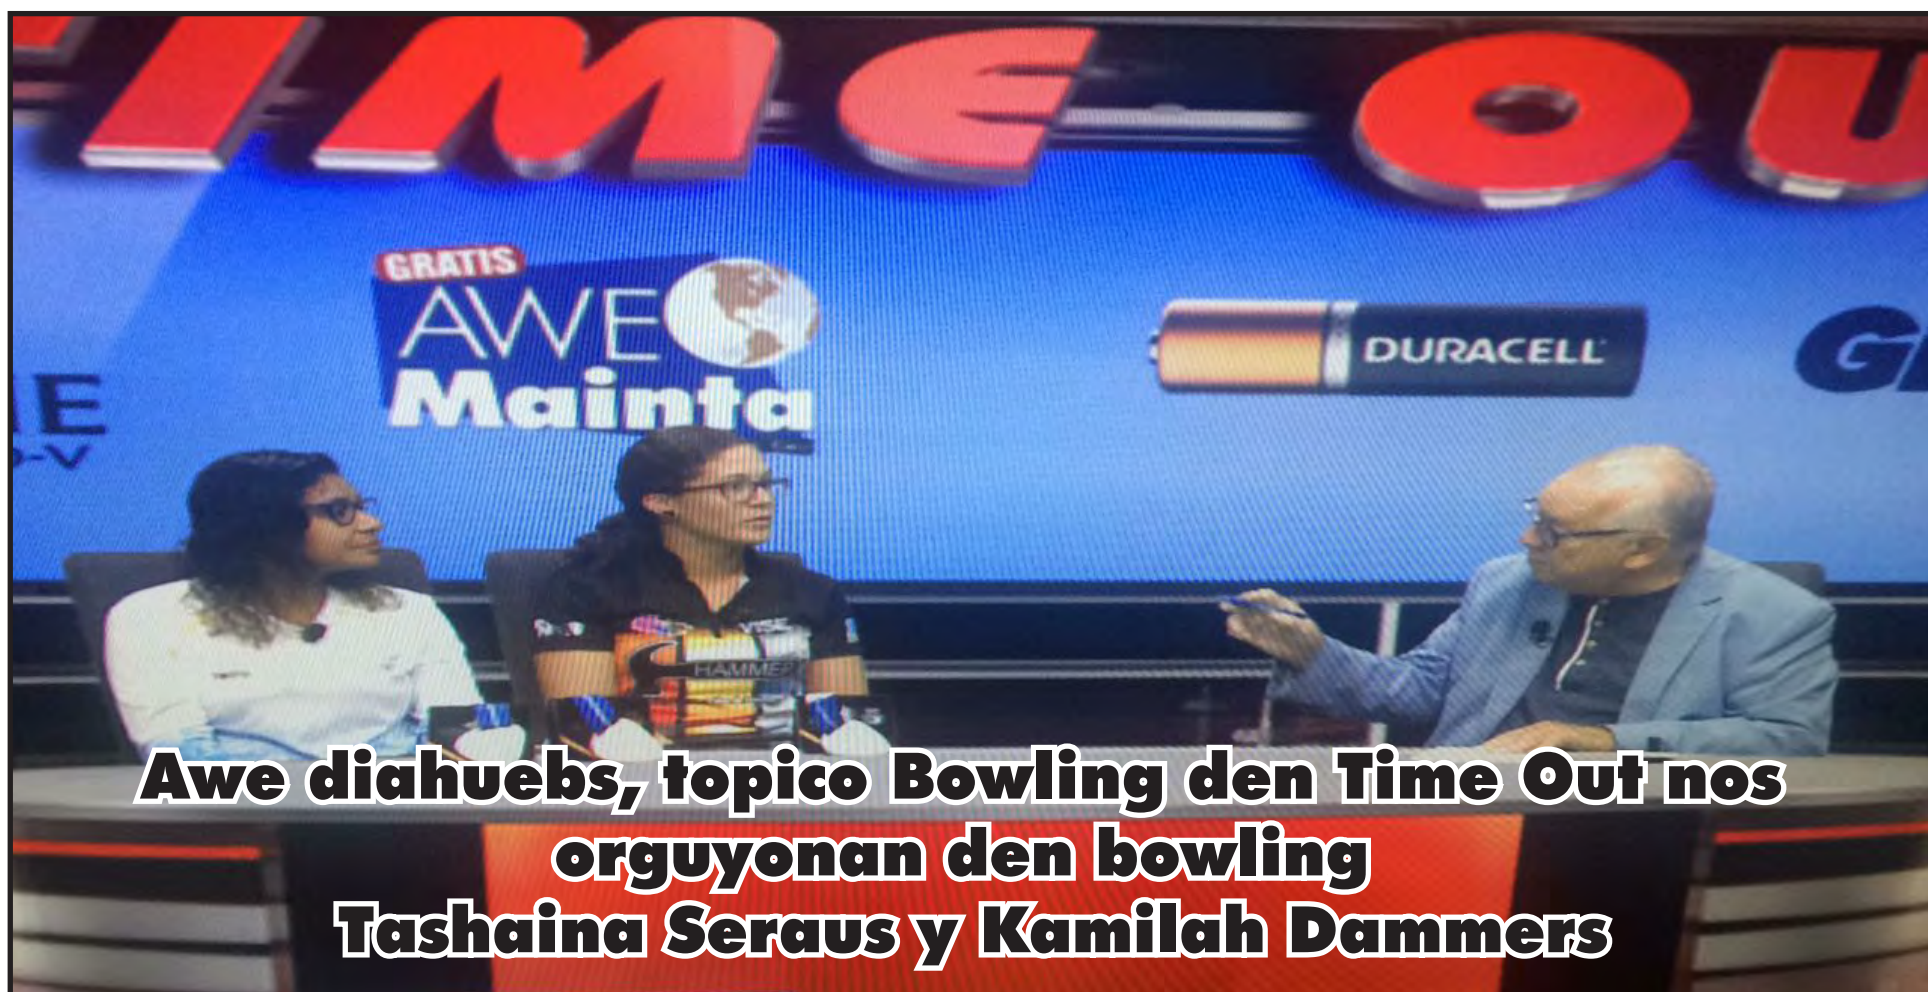 IME OU
GRATIS
AWE
Mainta
DURACELL
VISE
HAMMER
Awe diahuebs, topico Bowling den Time Out nos
orguyonan den bowling
Tashaina Seraus y Kamilah Dammers